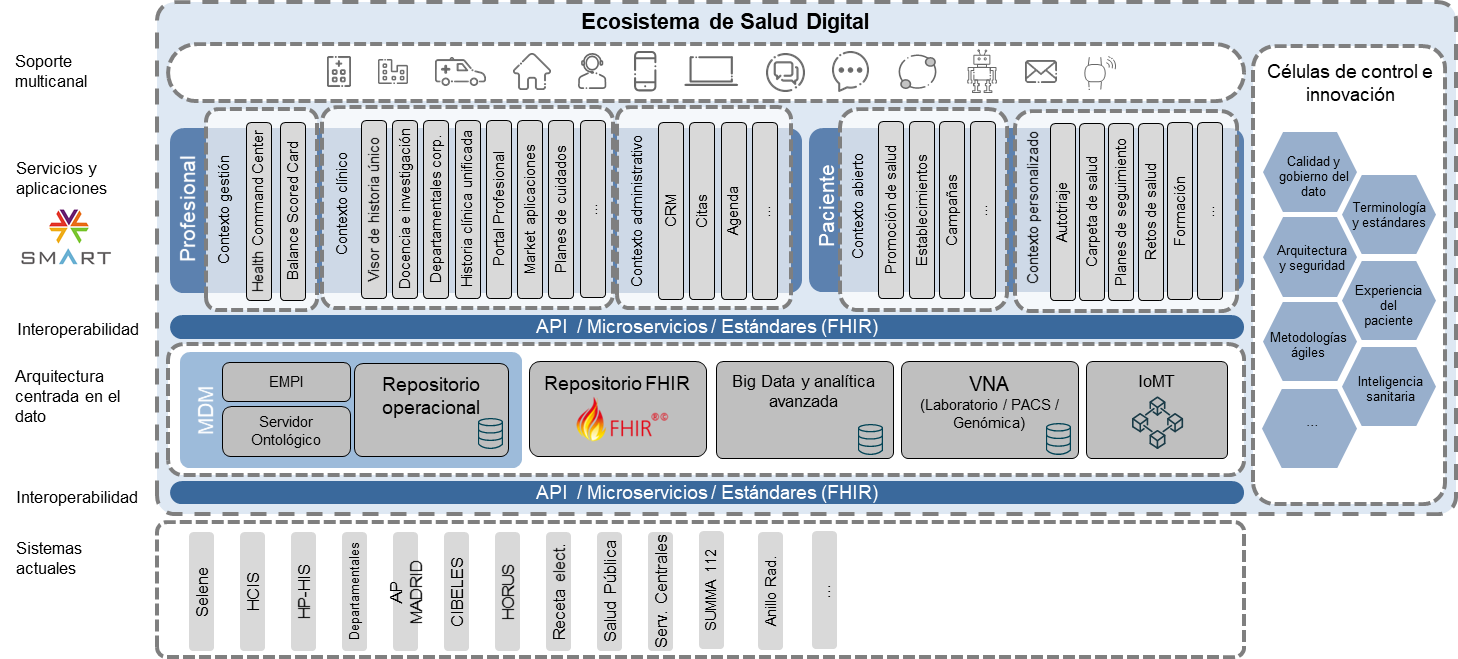 Ecosistema de Salud Digital
Soporte
multicanal
Células de control e
innovación
Servicios y
aplicaciones
SMART
Profesional
Contexto gestión
Health Command Center
Balance Scored Card
Contexto clínico
Visor de historia único
Docencia e investigación
Departamentales corp.
Historia clínica unificada
Portal Profesional
Market aplicaciones
Planes de cuidados
...
Contexto administrativo
CRM
Citas
Agenda
...
Paciente
Contexto abierto
Promoción de salud
Establecimientos
Campañas
...
Contexto personalizado
Autotriaje
Carpeta de salud
Planes de seguimiento
Retos de salud
Formación
...
Calidad y
gobierno del
dato
Terminología
y estándares
Arquitectura
y seguridad
Experiencia
del
paciente
Metodologías
ágiles
Inteligencia
sanitaria
...
Interoperabilidad
API / Microservicios / Estándares (FHIR)
Arquitectura
centrada en el
dato
MDM
EMPI
Servidor
Ontológico
Repositorio
operacional
Repositorio FHIR
FHIR®©
Big Data y analítica
avanzada
VNA
(Laboratorio / PACS /
Genómica)
IoMT
Interoperabilidad
API / Microservicios / Estándares (FHIR)
Sistemas
actuales
Selene
HCIS
HP-HIS
Departamentales
AP
MADRID
CIBELES
HORUS
Receta elect.
Salud Pública
Serv. Centrales
SUMMA 112
Anillo Rad.
...